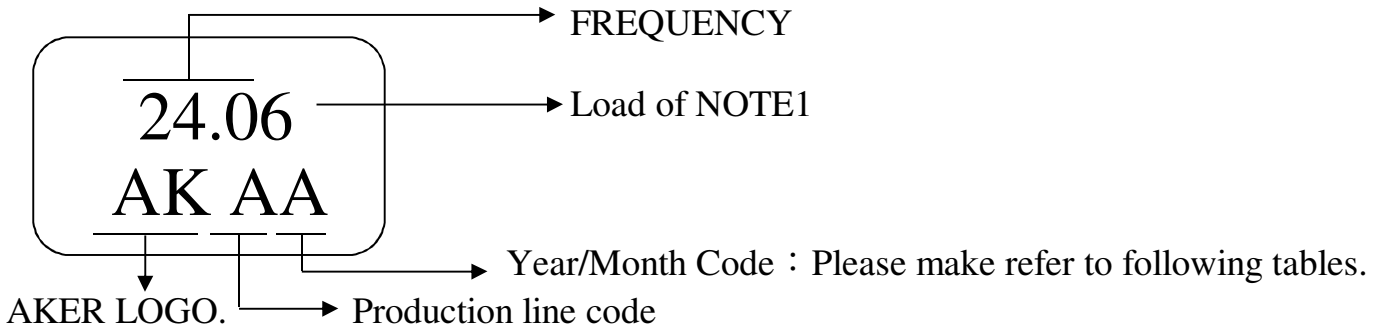 FREQUENCY
24.06
Load of NOTE1
AK AA
Year/Month Code：Please make refer to following tables.
AKER LOGO.
Production line code